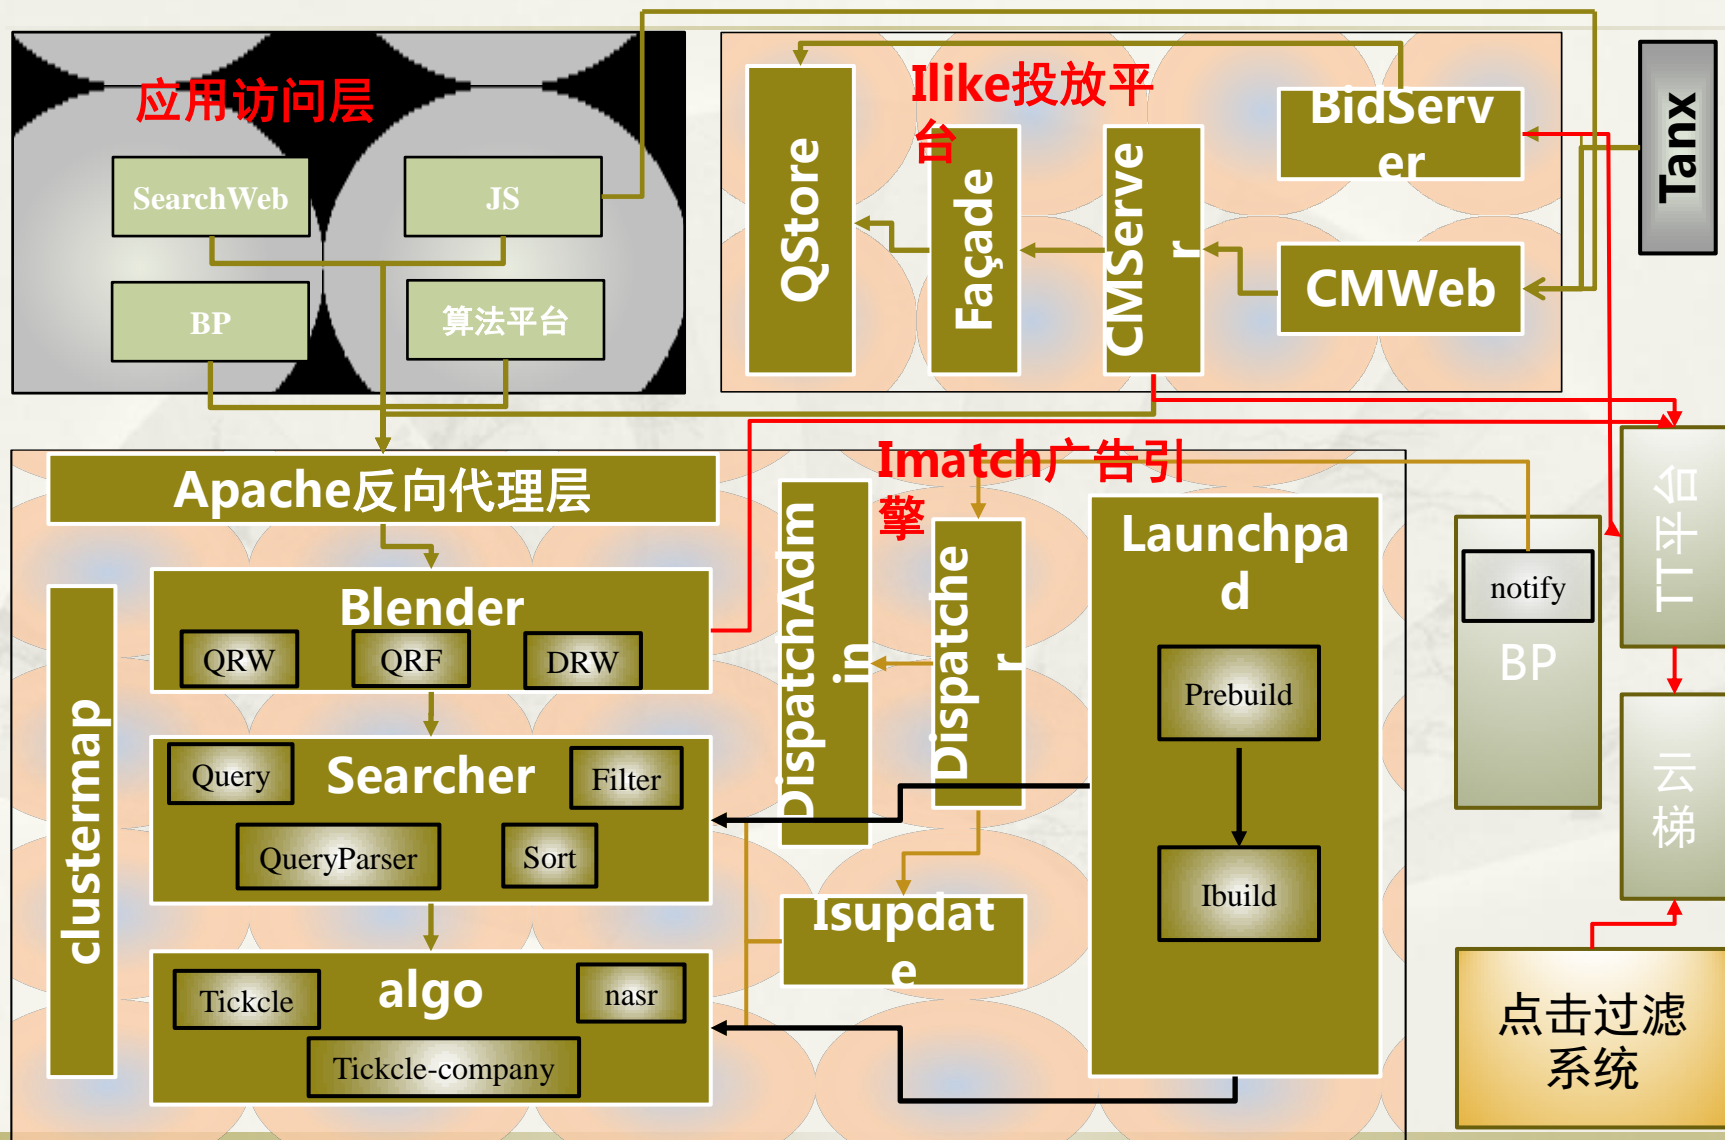 应用访问层
SearchWeb
JS
BP
算法平台
Ilike投放平
台
QStore
Façade
CMServe
r
BidServ
er
CMWeb
Tanx
Imatch广告引
擎
Apache反向代理层
clustermap
Blender
QRW
QRF
DRW
Searcher
Query
Filter
QueryParser
Sort
algo
Tickcle
nasr
Tickcle-company
DispatchAdm
in
Dispatche
r
Isupdat
e
Launchpa
d
Prebuild
Ibuild
notify
BP
TT平台
云
梯
点击过滤
系统